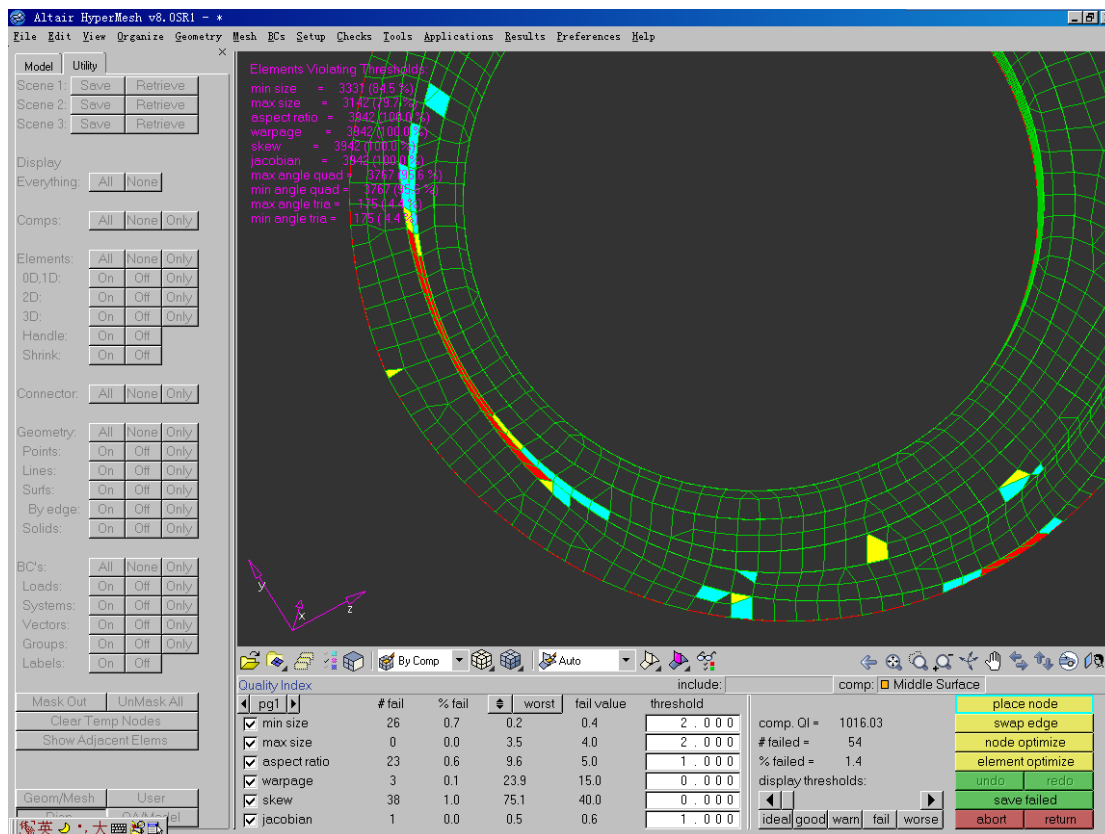 Altair HyperMesh v8.0SR1 - *
File Edit View Organize Geometry Mesh BCs Setup Checks Tools Applications Results Preferences Help
Model Utility
Scene 1: Save Retrieve
Scene 2: Save Retrieve
Scene 3: Save Retrieve
Display
Everything: All None
Comps: All None Only
Elements: All None Only
0D,1D: On Off Only
2D: On Off Only
3D: On Off Only
Handle: On Off
Shrink: On Off
Connector: All None Only
Geometry: All None Only
Points: On Off Only
Lines: On Off Only
Surfs: On Off Only
By edge: On Off Only
Solids: On Off Only
BC's: All None Only
Loads: On Off Only
Systems: On Off Only
Vectors: On Off Only
Groups: On Off Only
Labels: On Off
Mask Out UnMask All
Clear Temp Nodes
Show Adjacent Elems
Geom/Mesh User
英 大
Elements Violating Thresholds:
min size = 3331 (84.5 %)
max size = 3142 (79.7 %)
aspect ratio = 3942 (100.0 %)
warpage = 3942 (100.0 %)
skew = 3942 (100.0 %)
jacobian = 3942 (100.0 %)
max angle quad = 3767 (95.6 %)
min angle quad = 3767 (95.6 %)
max angle tria = 175 ( 4.4 %)
min angle tria = 175 ( 4.4 %)
y
x
z
By Comp Auto
Quality Index include: comp: Middle Surface
pg1 # fail % fail worst fail value threshold
min size 26 0.7 0.2 0.4 2.000
max size 0 0.0 3.5 4.0 2.000
aspect ratio 23 0.6 9.6 5.0 1.000
warpage 3 0.1 23.9 15.0 0.000
skew 38 1.0 75.1 40.0 0.000
jacobian 1 0.0 0.5 0.6 1.000
comp. QI = 1016.03
# failed = 54
% failed = 1.4
display thresholds:
ideal good warn fail worse
place node
swap edge
node optimize
element optimize
undo redo
save failed
abort return